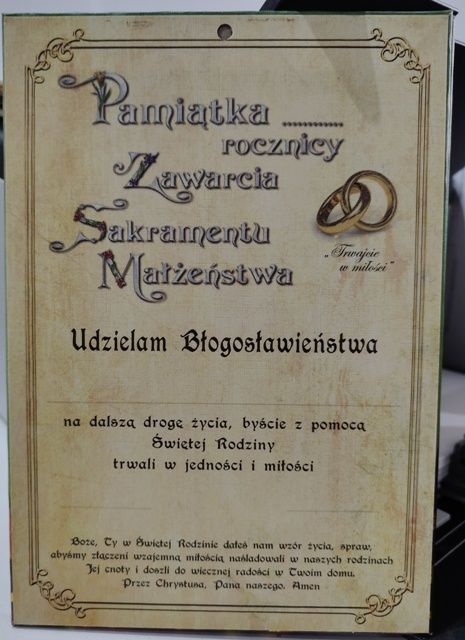 Pamiątka ............
rocznicy
Zawarcia
Sakramentu
Małżeństwa
„Trwajcie
w miłości”
Udzielam Błogosławieństwa
na dalszą drogę życia, byście z pomocą
Świętej Rodziny
trwali w jedności i miłości
Boże, Ty w Świętej Rodzinie dałeś nam wzór życia, spraw,
abyśmy złączeni wzajemną miłością naśladowali w naszych rodzinach
Jej cnoty i doszli do wiecznej radości w Twoim domu.
Przez Chrystusa, Pana naszego. Amen